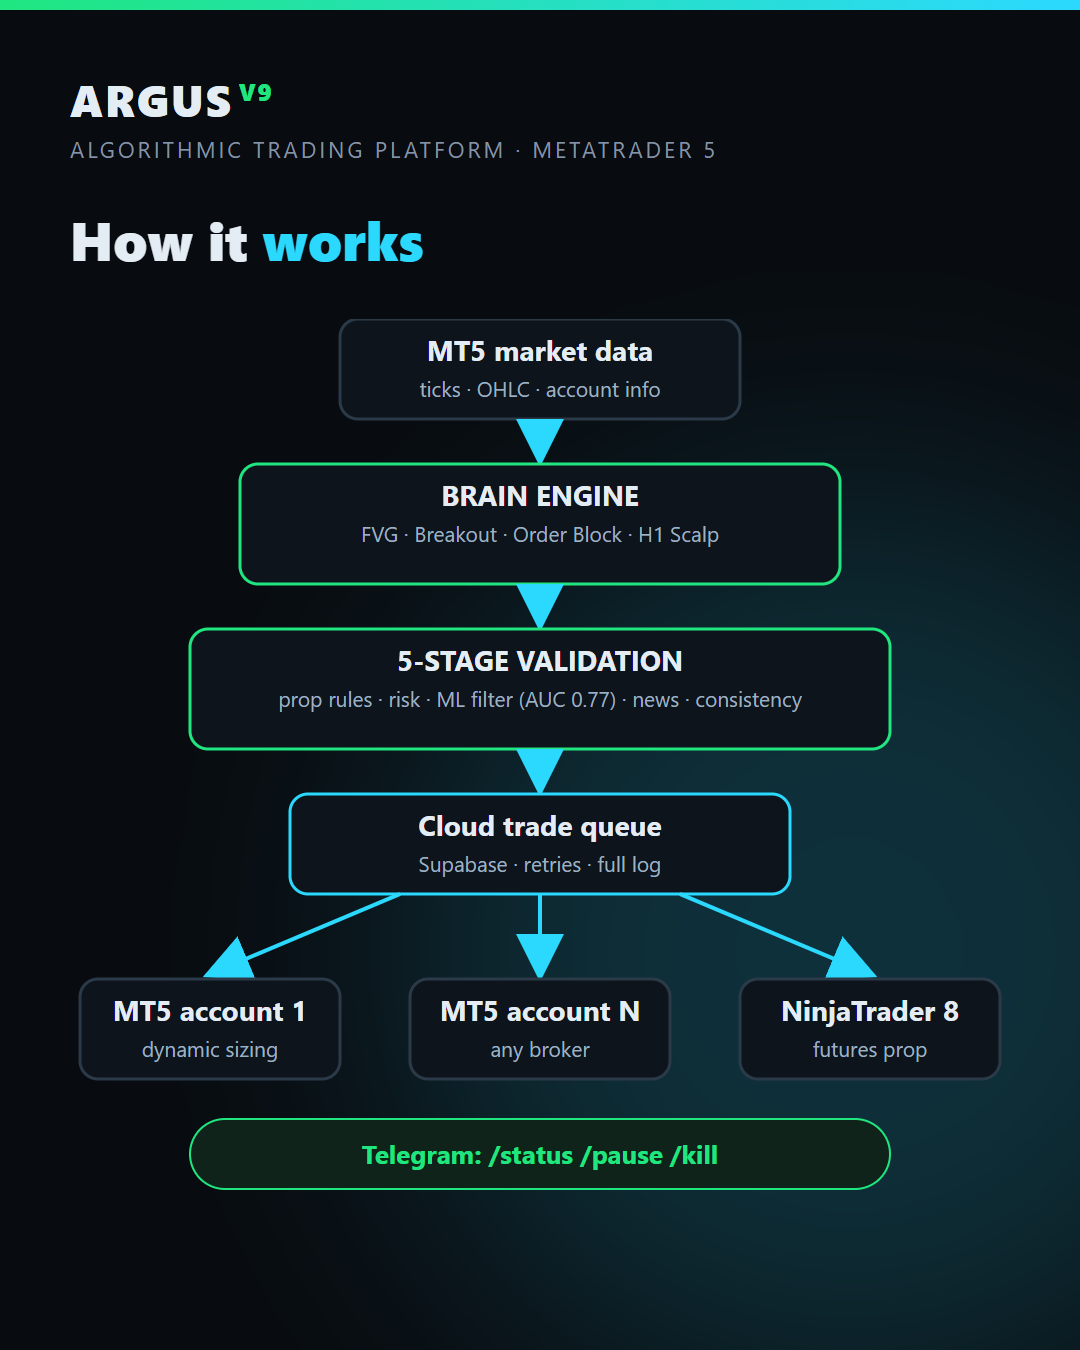 ARGUS V9
ALGORITHMIC TRADING PLATFORM · METATRADER 5
How it works
MT5 market data
ticks · OHLC · account info
BRAIN ENGINE
FVG · Breakout · Order Block · H1 Scalp
5-STAGE VALIDATION
prop rules · risk · ML filter (AUC 0.77) · news · consistency
Cloud trade queue
Supabase · retries · full log
MT5 account 1
dynamic sizing
MT5 account N
any broker
NinjaTrader 8
futures prop
Telegram: /status /pause /kill